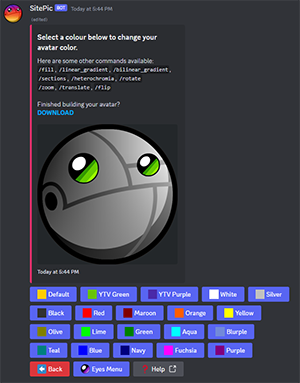 SitePic BOT Today at 5:44 PM
(edited)
Select a colour below to change your
avatar color.
Here are some other commands available:
/fill, /linear_gradient, /bilinear_gradient,
/sections, /heterochromia, /rotate
/zoom, /translate, /flip
Finished building your avatar?
DOWNLOAD
Today at 5:44 PM
Default YTV Green YTV Purple White Silver
Black Red Maroon Orange Yellow
Olive Lime Green Aqua Blurple
Teal Blue Navy Fuchsia Purple
Back Eyes Menu Help